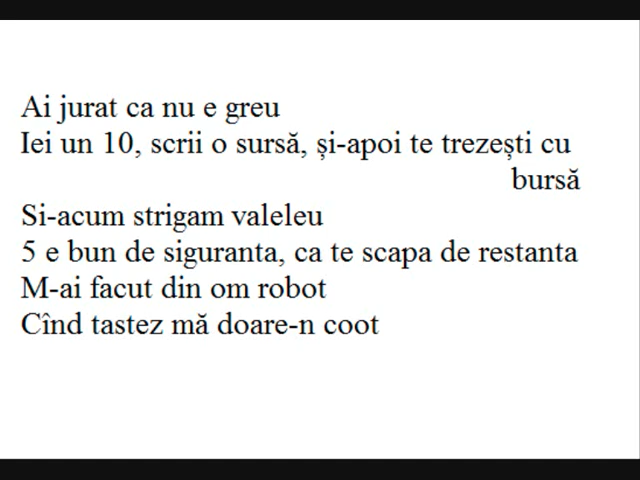 Ai jurat ca nu e greu
Iei un 10, scrii o sursă, și-apoi te trezești cu
bursă
Si-acum strigam valeleu
5 e bun de siguranta, ca te scapa de restanta
M-ai facut din om robot
Cînd tastez mă doare-n coot